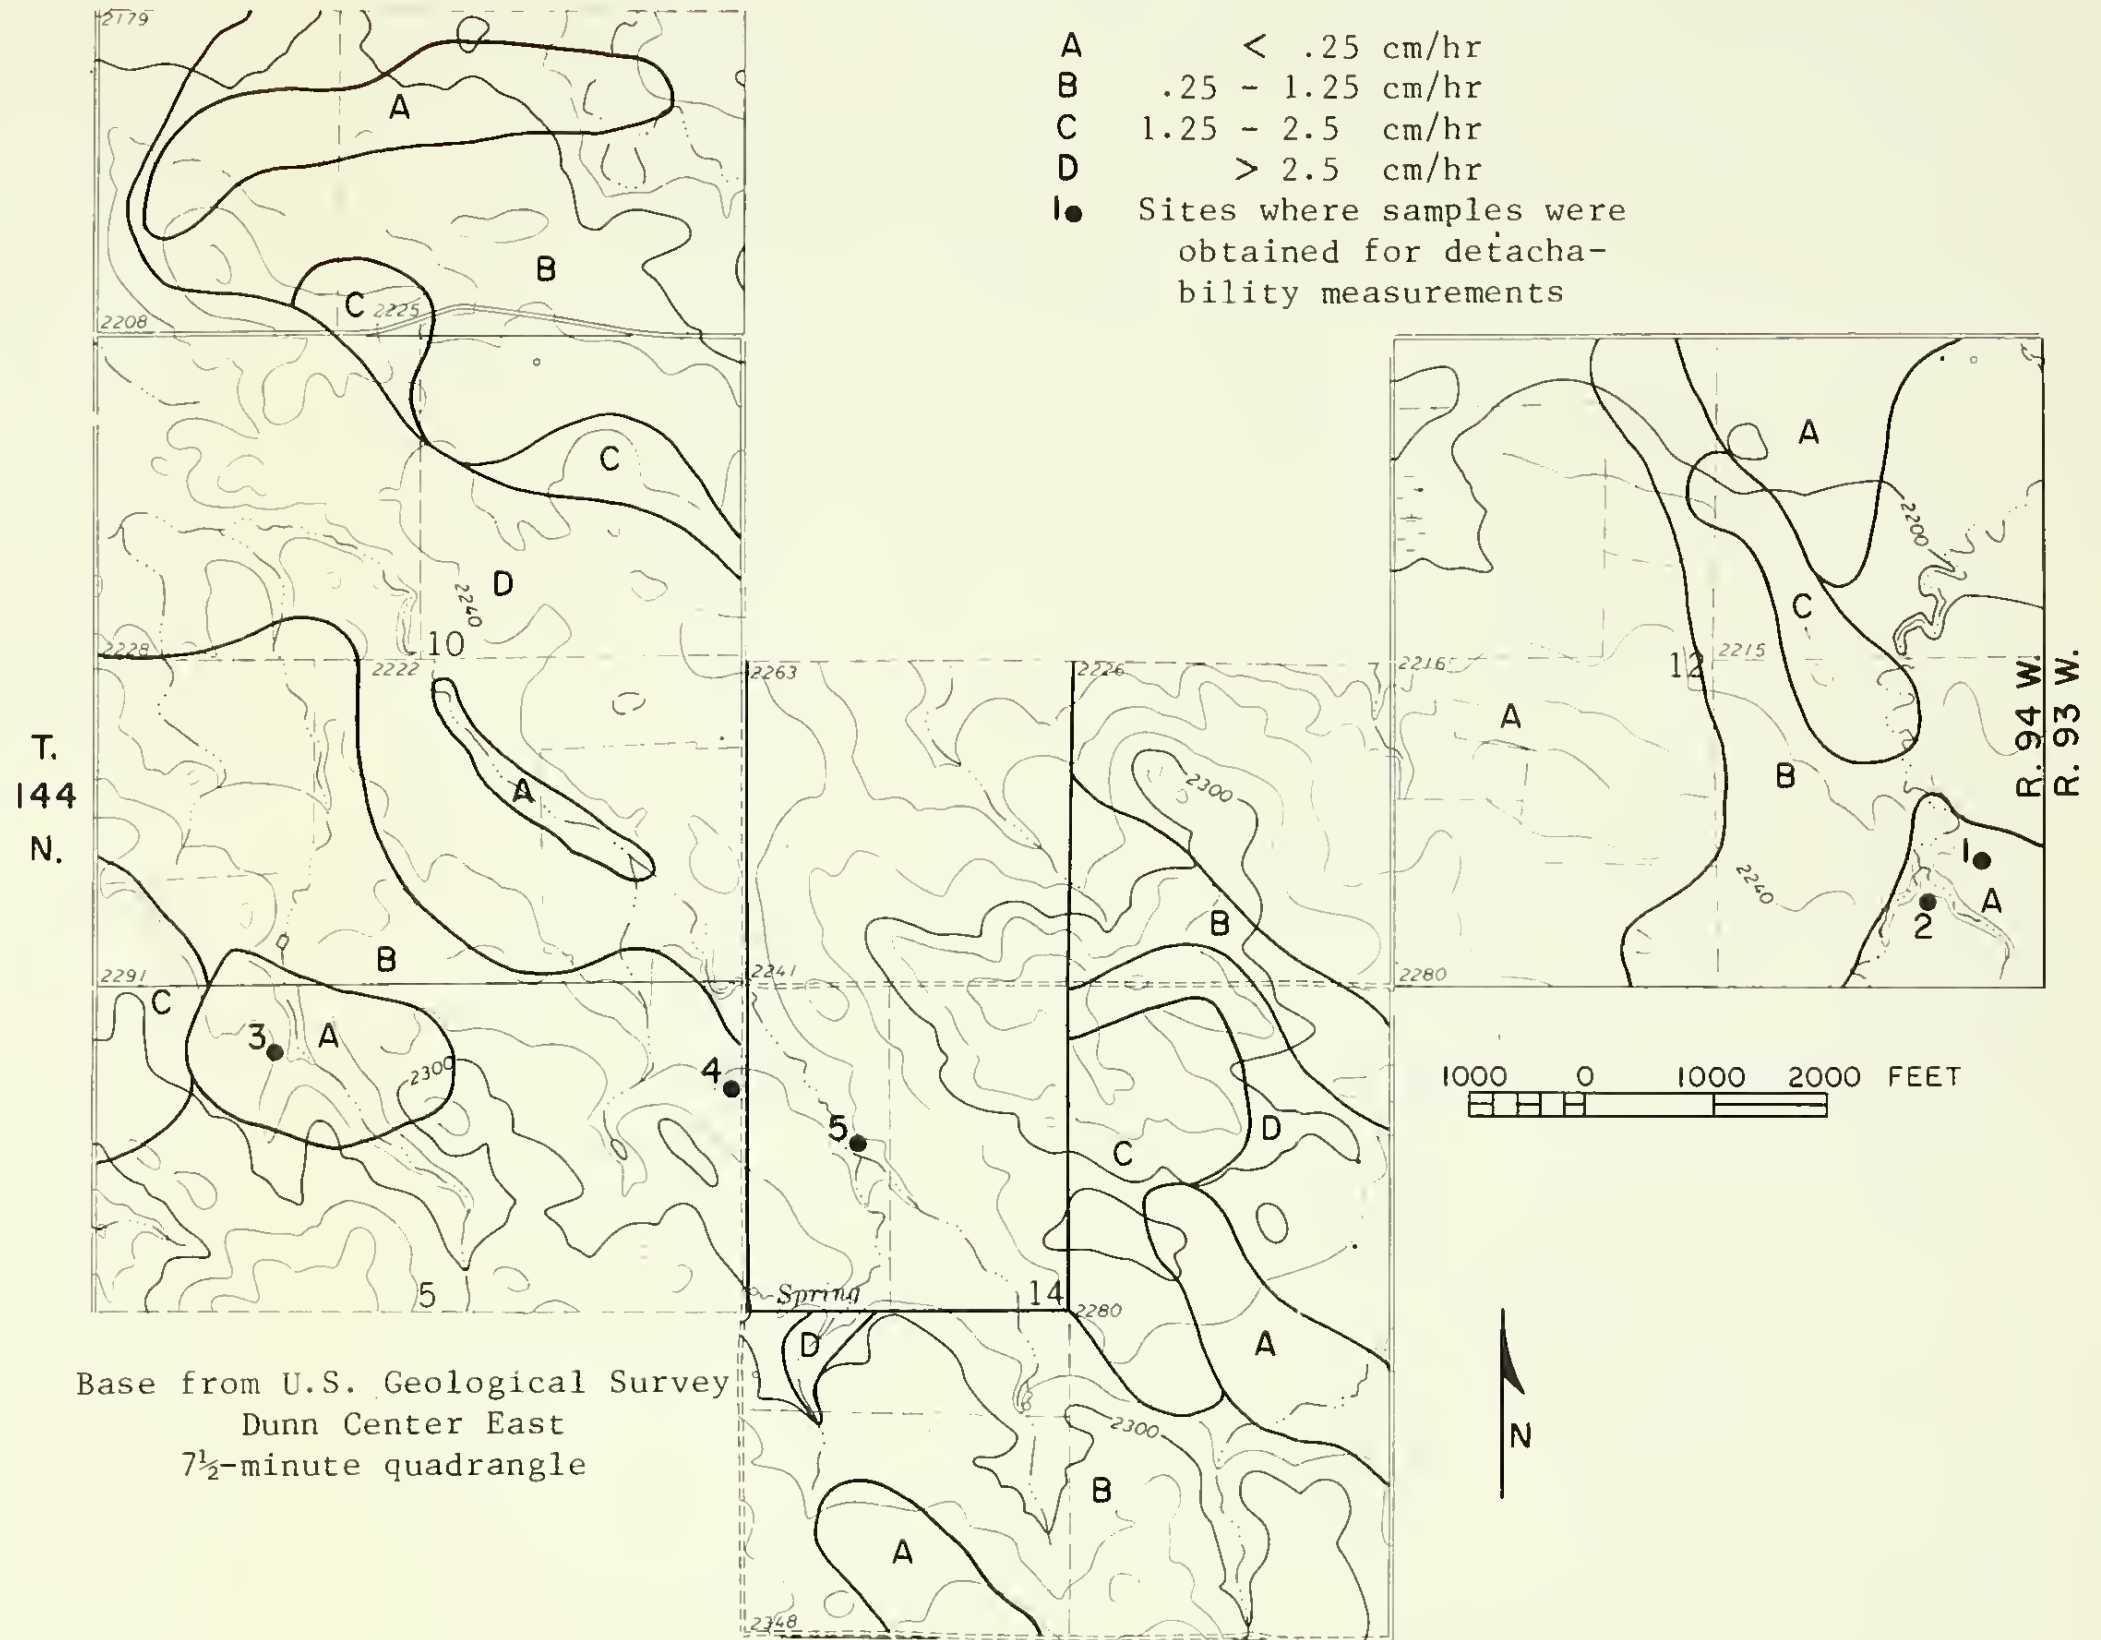 A < .25 cm/hr
B .25 - 1.25 cm/hr
C 1.25 - 2.5 cm/hr
D > 2.5 cm/hr
1● Sites where samples were
obtained for detacha-
bility measurements
2179
A
B
C 2225
2208
C
D
2240
10
2228
2222
A
B
2291
C
3
A
2300
4
5
T.
144
N.
2263
2226
2300
B
2241
5
C
D
Spring
14
2280
D
A
2300
B
A
2348
A
2200
C
2216
12
2215
A
B
2240
1
A
2
2280
R. 94 W.
R. 93 W.
1000 0 1000 2000 FEET
N
Base from U.S. Geological Survey
Dunn Center East
7½-minute quadrangle